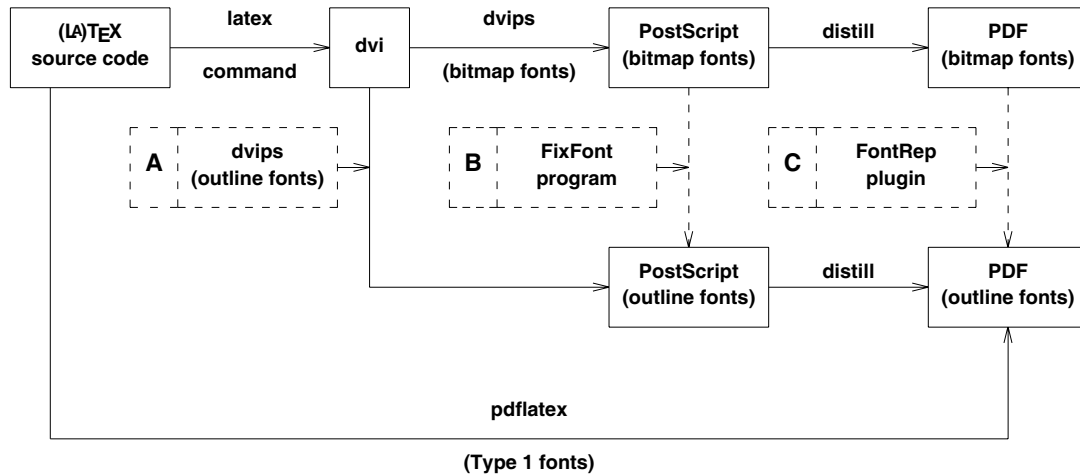 (LA)TEX
source code
latex
command
dvi
dvips
(bitmap fonts)
PostScript
(bitmap fonts)
distill
PDF
(bitmap fonts)
A
dvips
(outline fonts)
B
FixFont
program
C
FontRep
plugin
PostScript
(outline fonts)
distill
PDF
(outline fonts)
pdflatex
(Type 1 fonts)